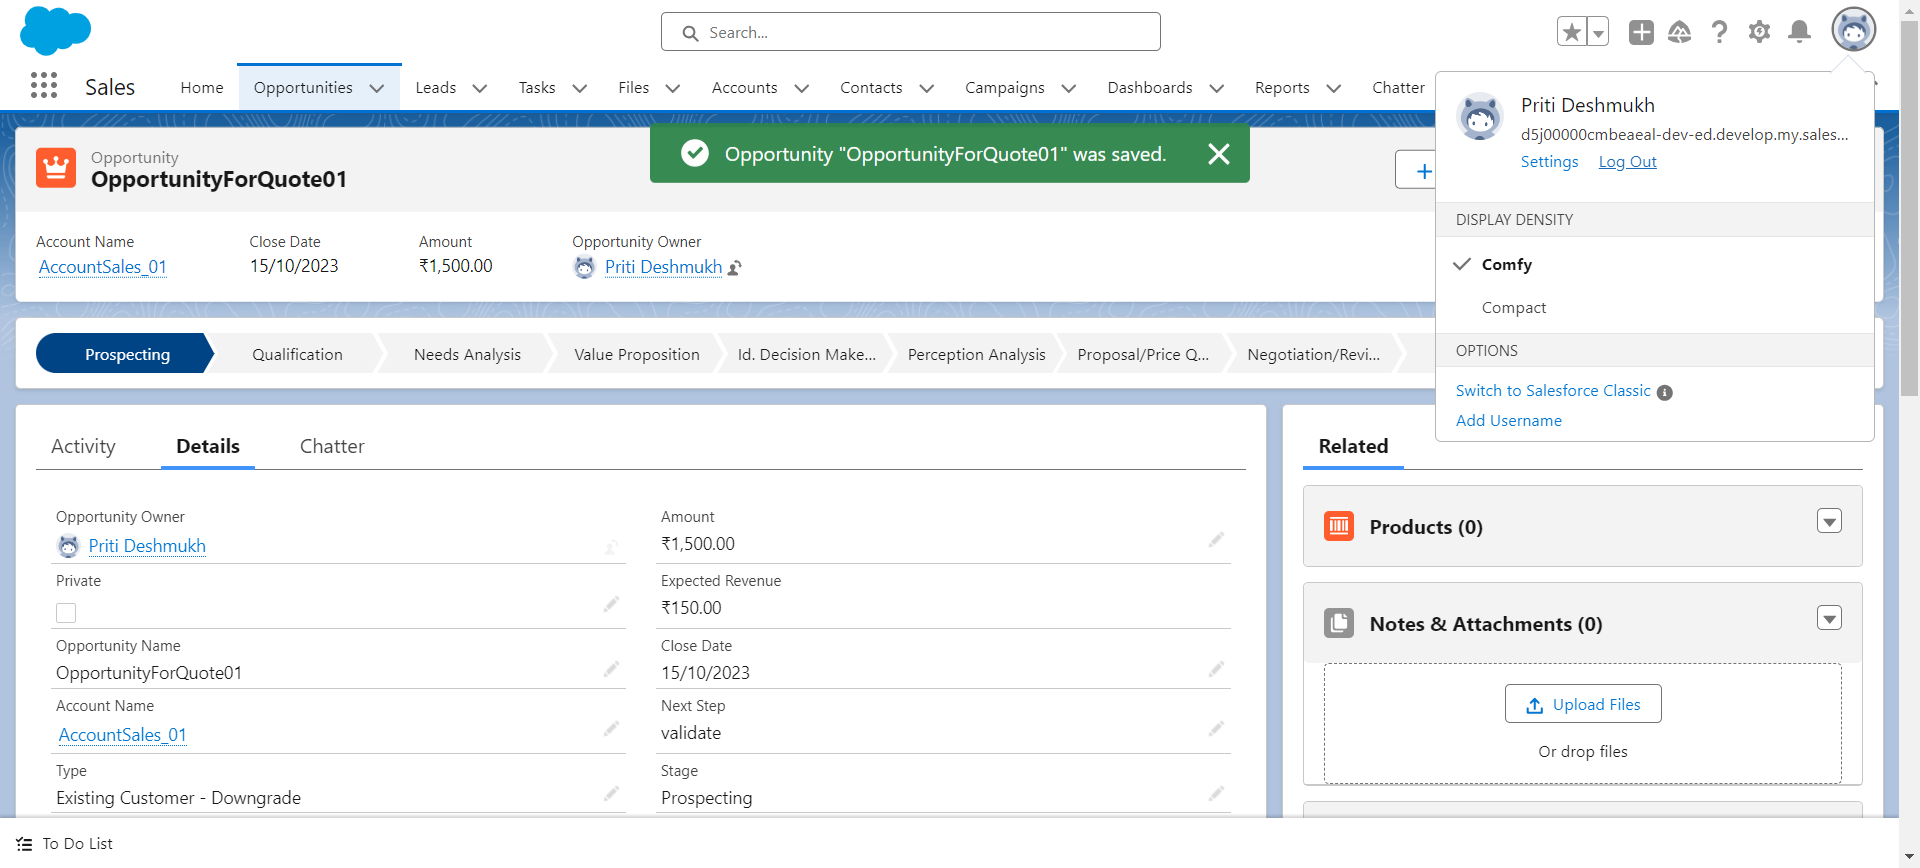 Search...
Sales
Home
Opportunities
Leads
Tasks
Files
Accounts
Contacts
Campaigns
Dashboards
Reports
Chatter
Priti Deshmukh
d5j00000cmbeaeal-dev-ed.develop.my.sales...
Settings
Log Out
DISPLAY DENSITY
Comfy
Compact
OPTIONS
Switch to Salesforce Classic
Add Username
Opportunity
OpportunityForQuote01
Opportunity "OpportunityForQuote01" was saved.
Account Name
AccountSales_01
Close Date
15/10/2023
Amount
₹1,500.00
Opportunity Owner
Priti Deshmukh
Prospecting
Qualification
Needs Analysis
Value Proposition
Id. Decision Make...
Perception Analysis
Proposal/Price Q...
Negotiation/Revi...
Activity
Details
Chatter
Opportunity Owner
Priti Deshmukh
Private
Opportunity Name
OpportunityForQuote01
Account Name
AccountSales_01
Type
Existing Customer - Downgrade
Amount
₹1,500.00
Expected Revenue
₹150.00
Close Date
15/10/2023
Next Step
validate
Stage
Prospecting
Related
Products (0)
Notes & Attachments (0)
Upload Files
Or drop files
To Do List